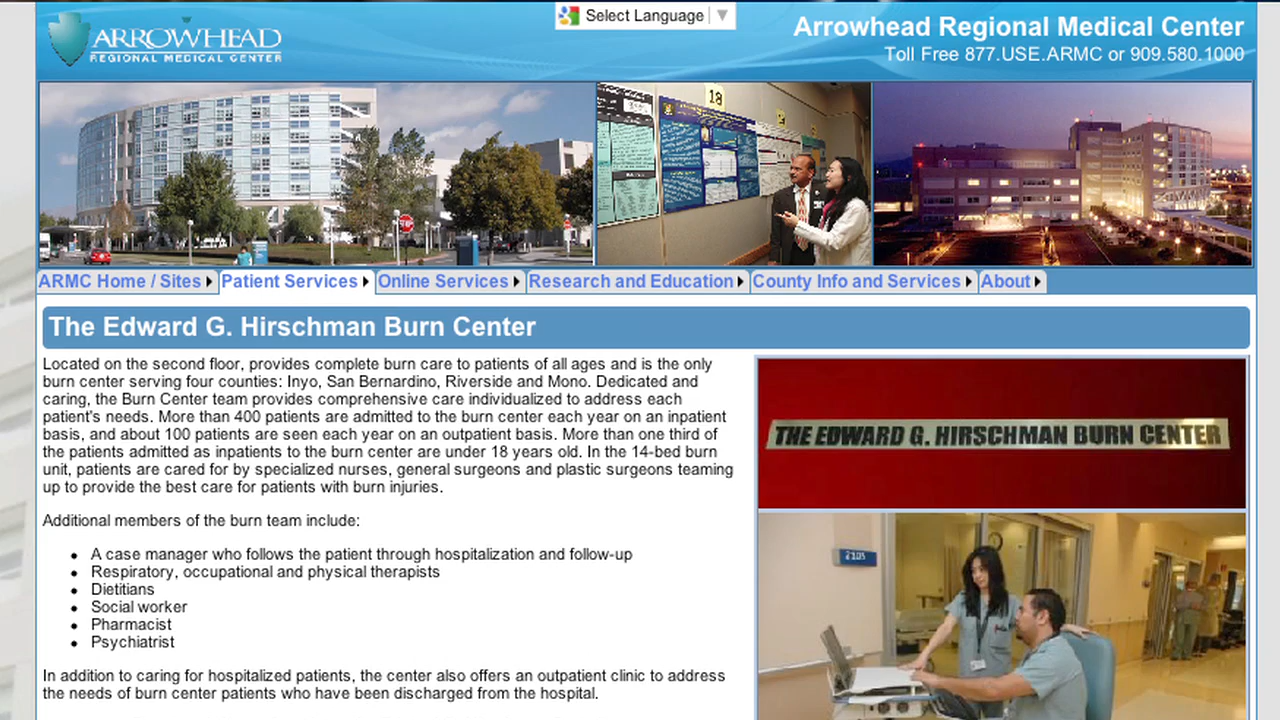 Select Language
ARROWHEAD
REGIONAL MEDICAL CENTER
Arrowhead Regional Medical Center
Toll Free 877.USE.ARMC or 909.580.1000
18
ARMC Home / Sites
Patient Services
Online Services
Research and Education
County Info and Services
About
The Edward G. Hirschman Burn Center
Located on the second floor, provides complete burn care to patients of all ages and is the only
burn center serving four counties: Inyo, San Bernardino, Riverside and Mono. Dedicated and
caring, the Burn Center team provides comprehensive care individualized to address each
patient's needs. More than 400 patients are admitted to the burn center each year on an inpatient
basis, and about 100 patients are seen each year on an outpatient basis. More than one third of
the patients admitted as inpatients to the burn center are under 18 years old. In the 14-bed burn
unit, patients are cared for by specialized nurses, general surgeons and plastic surgeons teaming
up to provide the best care for patients with burn injuries.
Additional members of the burn team include:
A case manager who follows the patient through hospitalization and follow-up
Respiratory, occupational and physical therapists
Dietitians
Social worker
Pharmacist
Psychiatrist
In addition to caring for hospitalized patients, the center also offers an outpatient clinic to address
the needs of burn center patients who have been discharged from the hospital.
THE EDWARD G. HIRSCHMAN BURN CENTER
2105